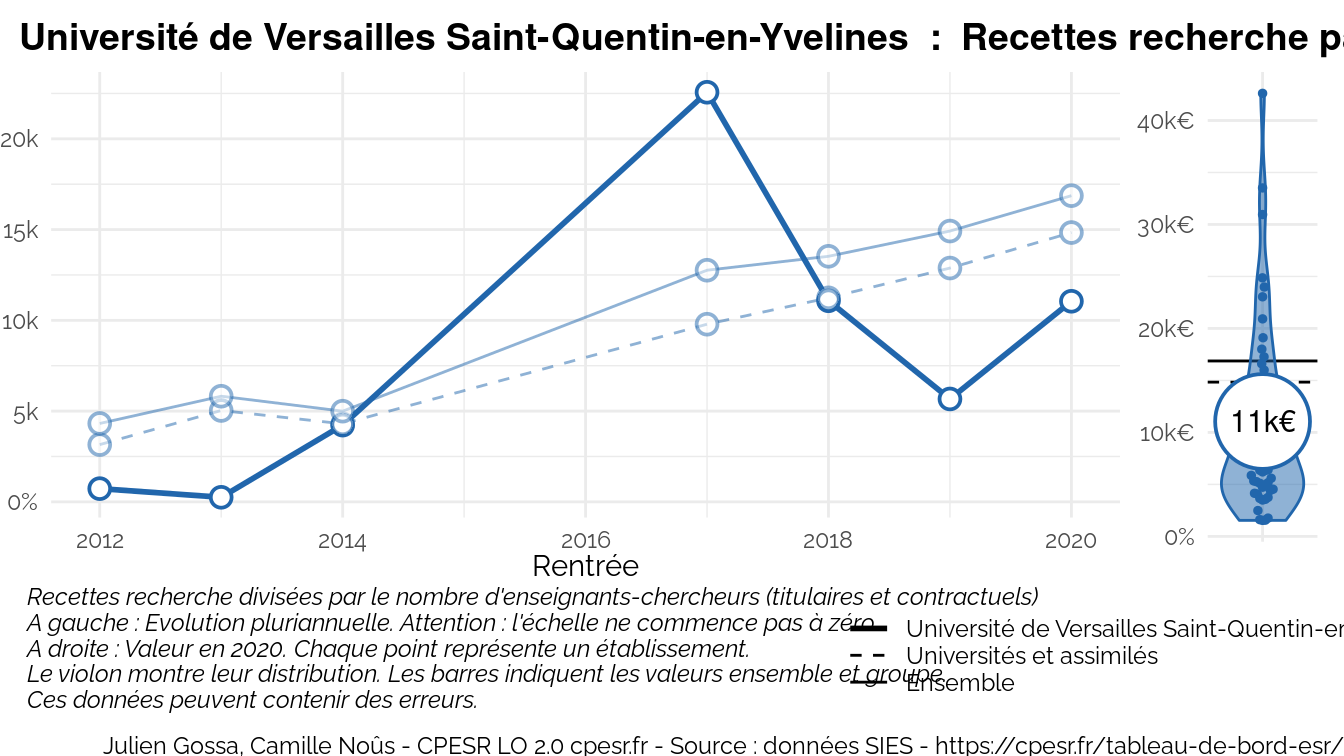 Université de Versailles Saint-Quentin-en-Yvelines : Recettes recherche
20k
15k
10k
5k
0%
2012
2014
2016
2018
2020
Rentrée
40k€
30k€
20k€
10k€
0%
11k€
Recettes recherche divisées par le nombre d'enseignants-chercheurs (titulaires et contractuels)
A gauche : Evolution pluriannuelle. Attention : l'échelle ne commence pas à zéro.
A droite : Valeur en 2020. Chaque point représente un établissement.
Le violon montre leur distribution. Les barres indiquent les valeurs ensemble et groupe.
Ces données peuvent contenir des erreurs.
Université de Versailles Saint-Quentin-en
Universités et assimilés
Ensemble
Julien Gossa, Camille Noûs - CPESR LO 2.0 cpesr.fr - Source : données SIES - https://cpesr.fr/tableau-de-bord-esr/